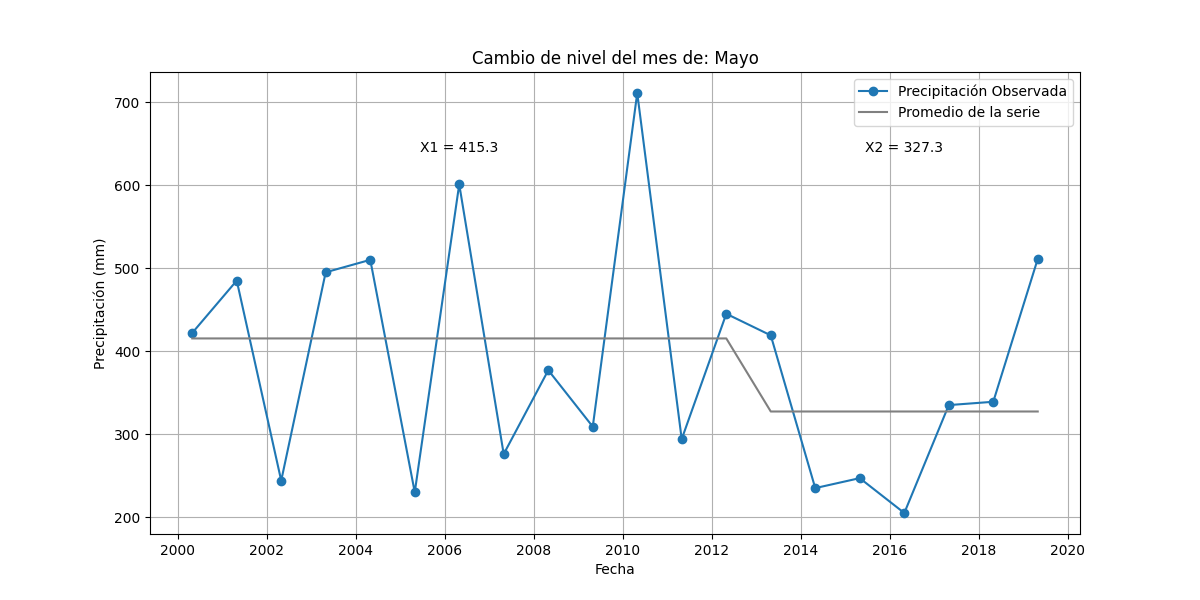 Cambio de nivel del mes de: Mayo
Precipitación Observada
Promedio de la serie
X1 = 415.3
X2 = 327.3
Precipitación (mm)
700
600
500
400
300
200
2000 2002 2004 2006 2008 2010 2012 2014 2016 2018 2020
Fecha